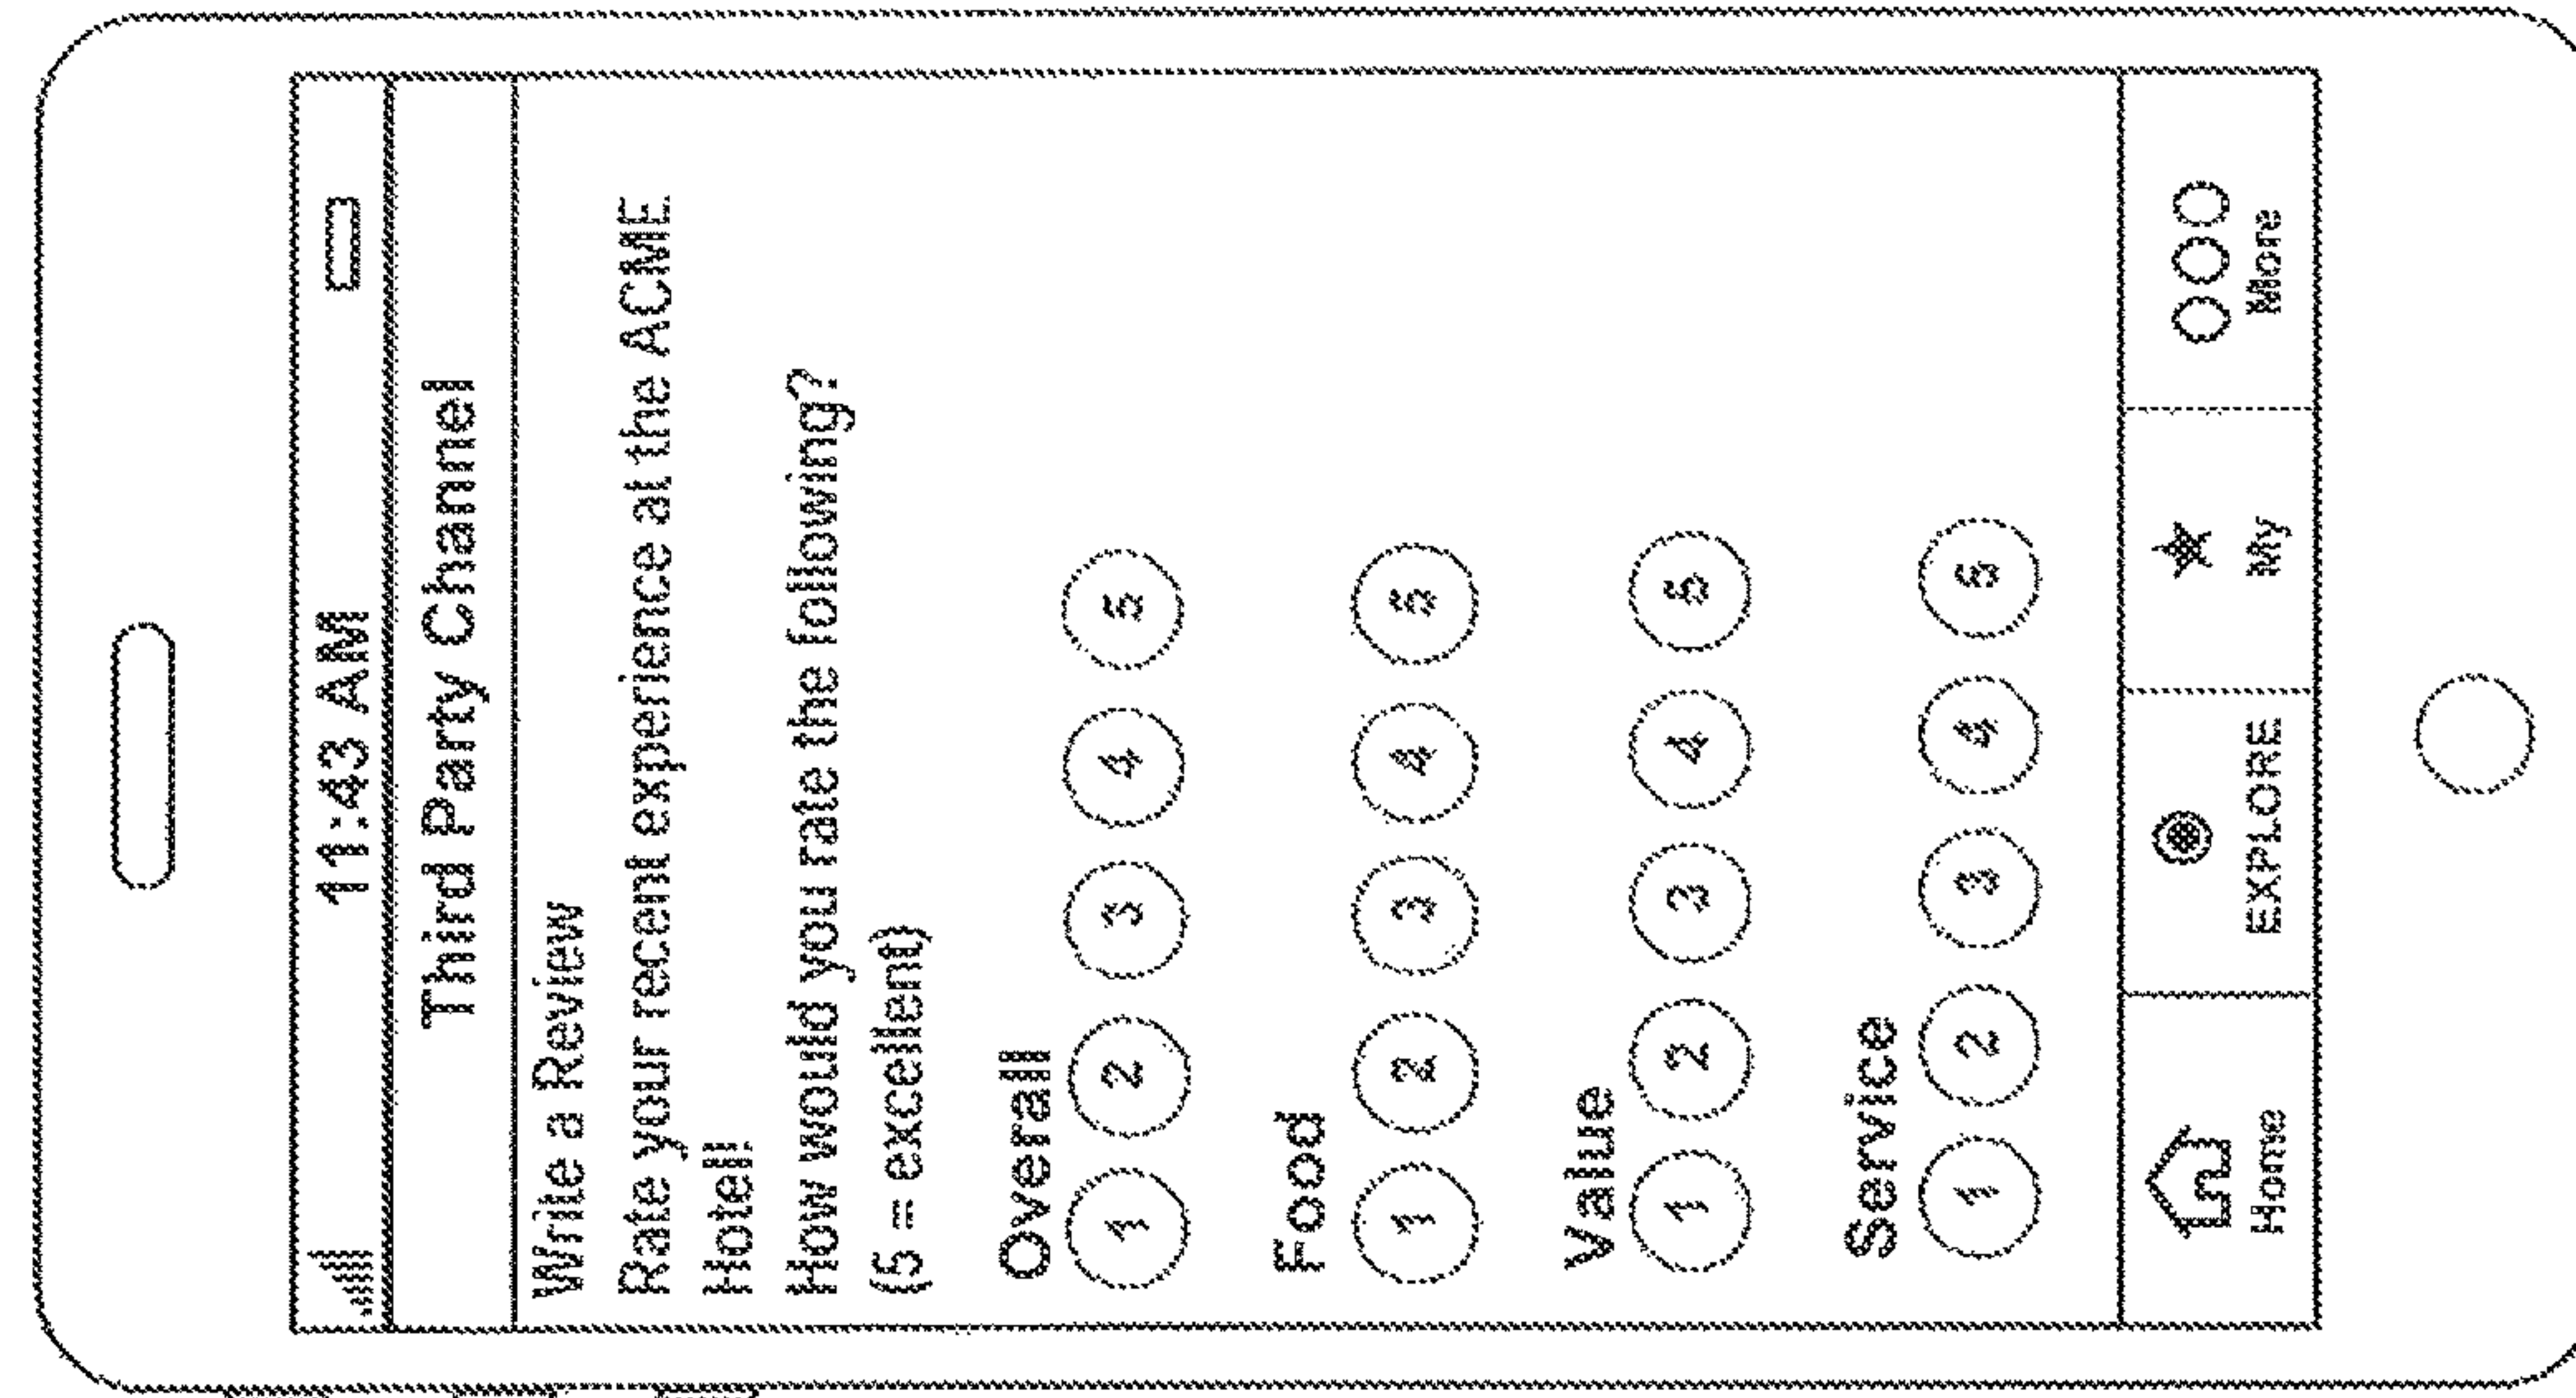 11:43 AM
Third Party Channel
Write a Review
Rate your recent experience at the ACME
Hotel!
How would you rate the following?
(5 = excellent)
Overall
1 2 3 4 5
Food
1 2 3 4 5
Value
1 2 3 4 5
Service
1 2 3 4 5
Home EXPLORE My More